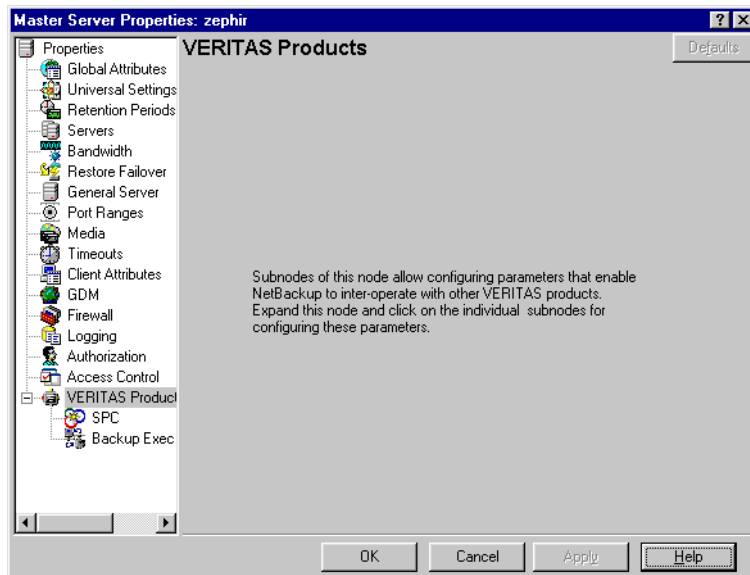 Master Server Properties: zephir
Properties
Global Attributes
Universal Settings
Retention Periods
Servers
Bandwidth
Restore Failover
General Server
Port Ranges
Media
Timeouts
Client Attributes
GDM
Firewall
Logging
Authorization
Access Control
VERITAS Product
SPC
Backup Exec
VERITAS Products
Defaults
Subnodes of this node allow configuring parameters that enable
NetBackup to inter-operate with other VERITAS products.
Expand this node and click on the individual subnodes for
configuring these parameters.
OK
Cancel
Apply
Help